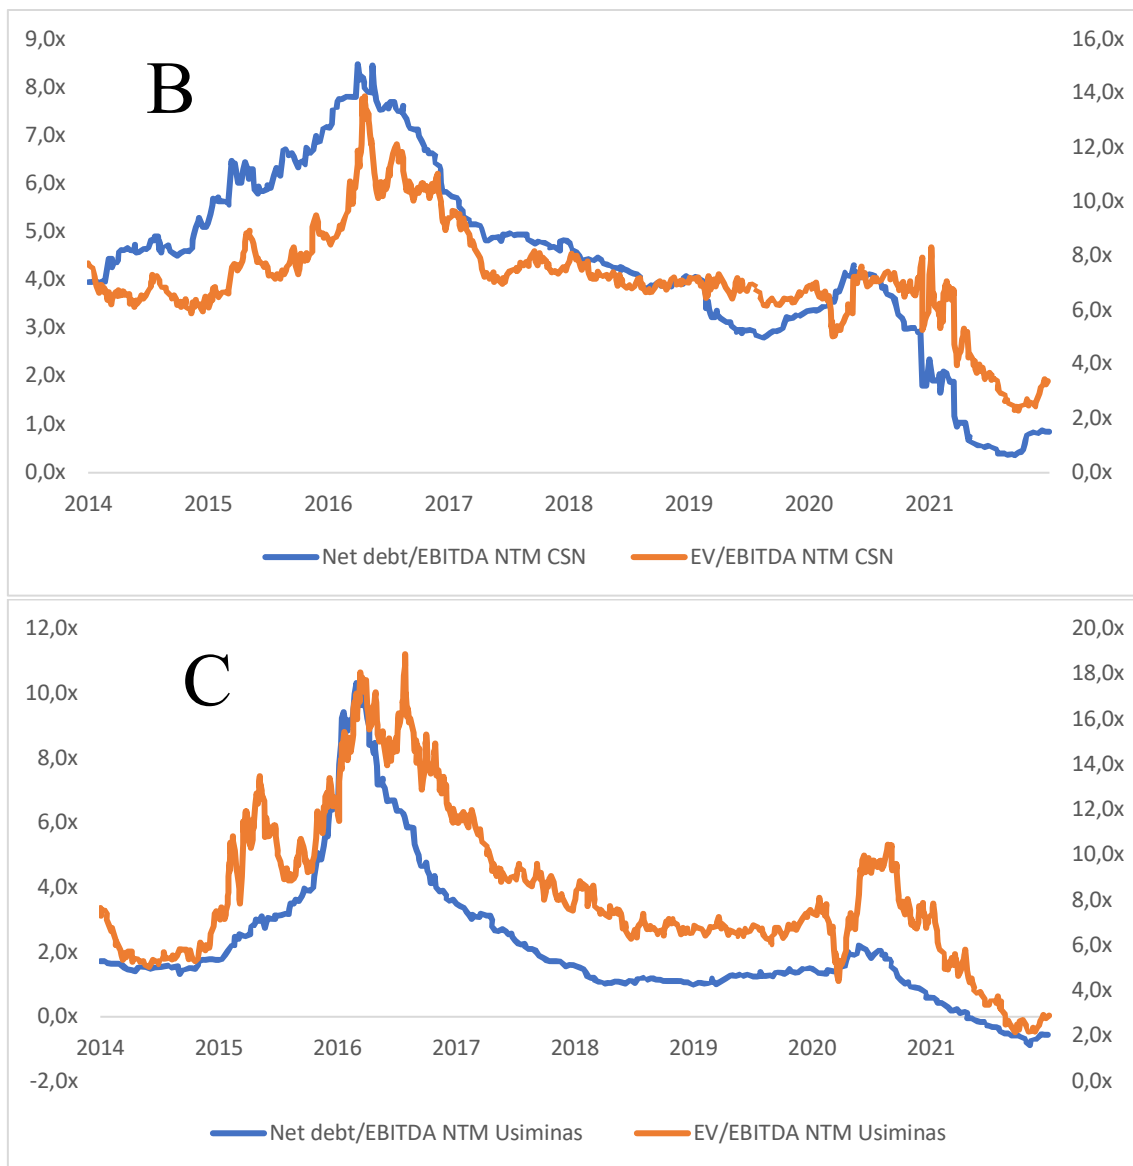 9,0x 16,0x
B
8,0x 14,0x
7,0x 12,0x
6,0x 10,0x
5,0x 8,0x
4,0x 6,0x
3,0x 4,0x
2,0x 2,0x
1,0x 0,0x
0,0x
2014 2015 2016 2017 2018 2019 2020 2021
Net debt/EBITDA NTM CSN EV/EBITDA NTM CSN
12,0x 20,0x
C
10,0x 18,0x
8,0x 16,0x
6,0x 14,0x
4,0x 12,0x
2,0x 10,0x
0,0x 8,0x
-2,0x 6,0x
4,0x
2,0x
0,0x
2014 2015 2016 2017 2018 2019 2020 2021
Net debt/EBITDA NTM Usiminas EV/EBITDA NTM Usiminas